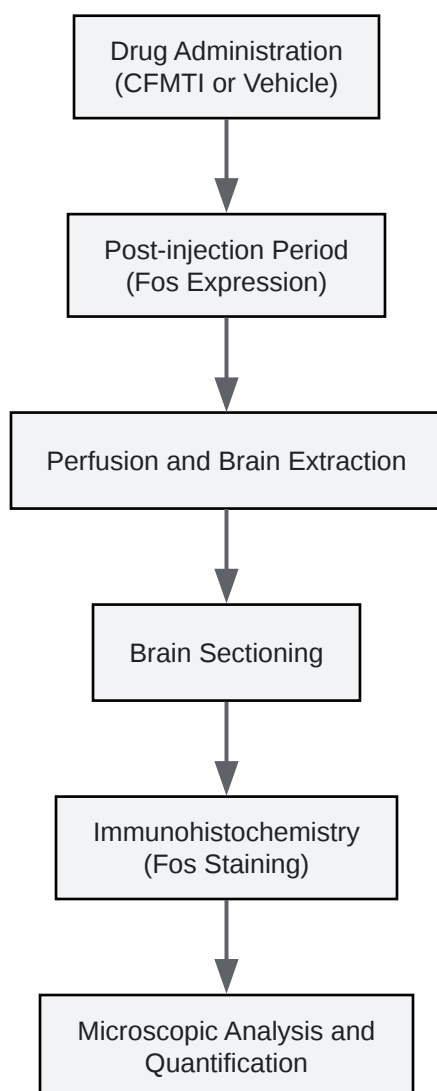 Drug Administration
(CFMTI or Vehicle)
Post-injection Period
(Fos Expression)
Perfusion and Brain Extraction
Brain Sectioning
Immunohistochemistry
(Fos Staining)
Microscopic Analysis and
Quantification